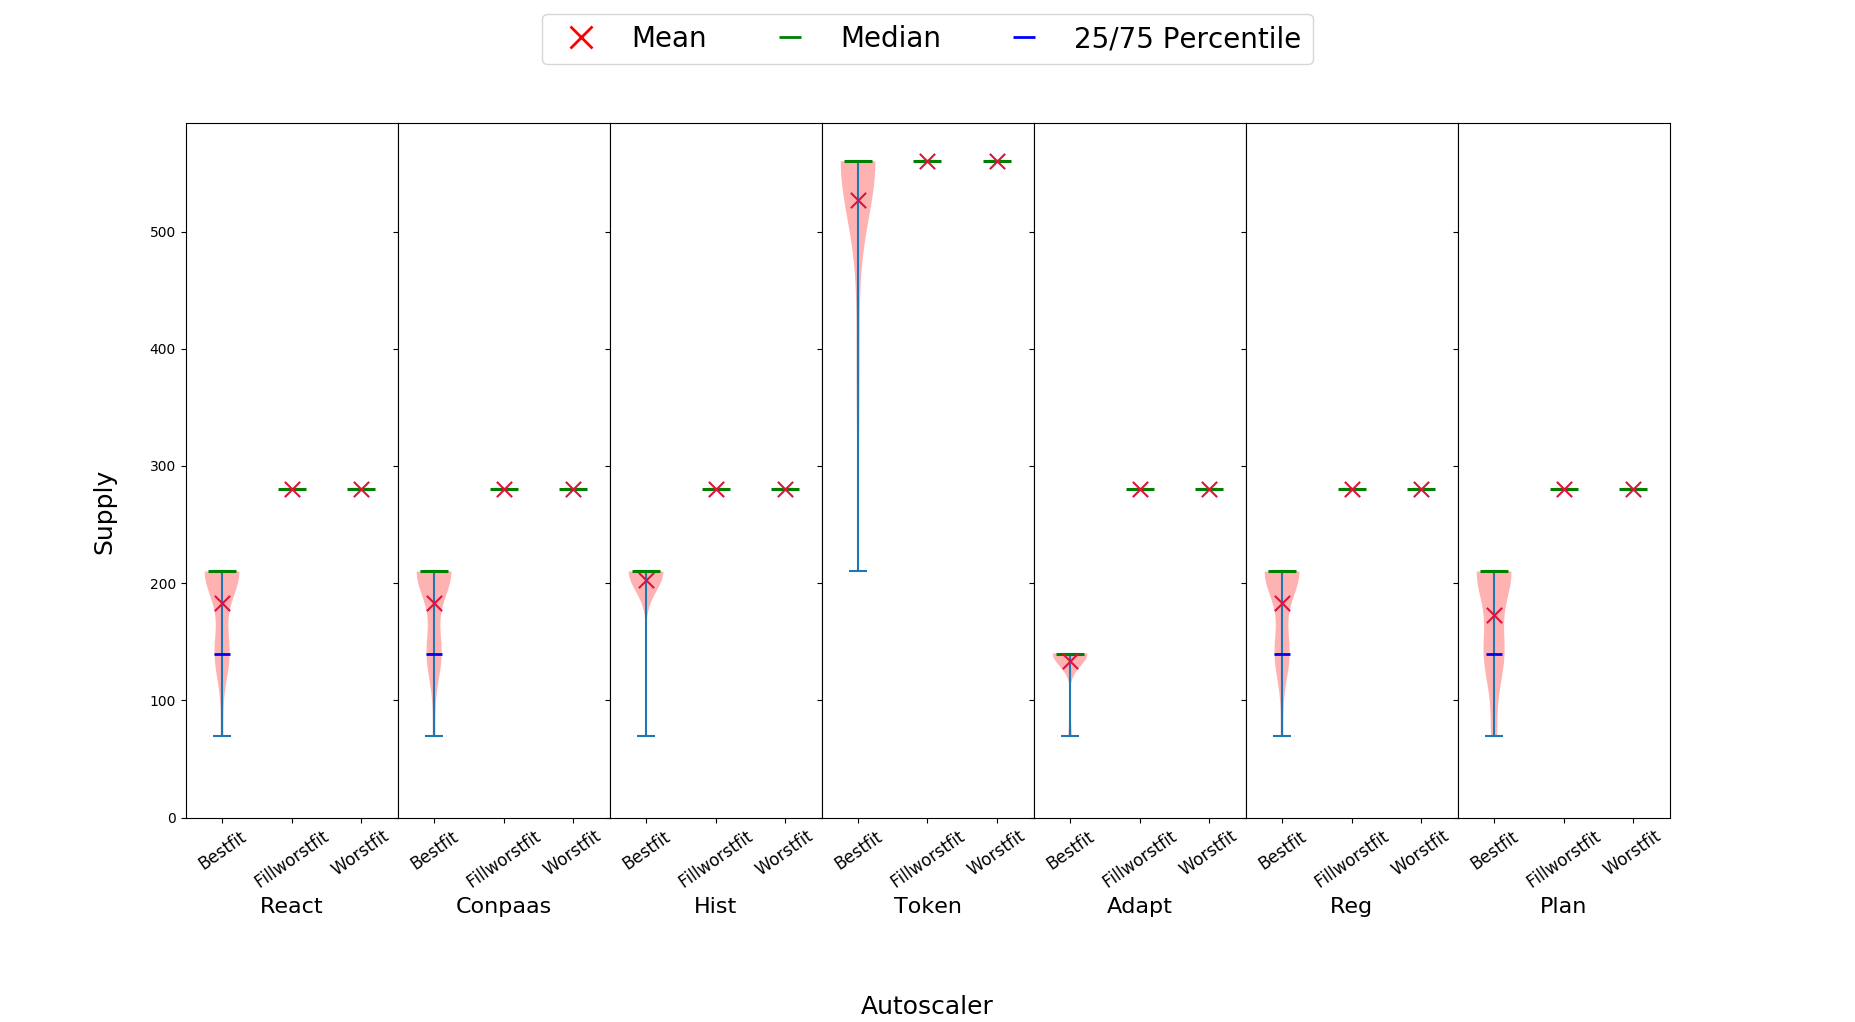 Mean Median 25/75 Percentile
500
400
300
200
100
0
Supply
Bestfit Fillworstfit Worstfit Bestfit Fillworstfit Worstfit Bestfit Fillworstfit Worstfit Bestfit Fillworstfit Worstfit Bestfit Fillworstfit Worstfit Bestfit Fillworstfit Worstfit Bestfit Fillworstfit Worstfit
React Conpaas Hist Token Adapt Reg Plan
Autoscaler